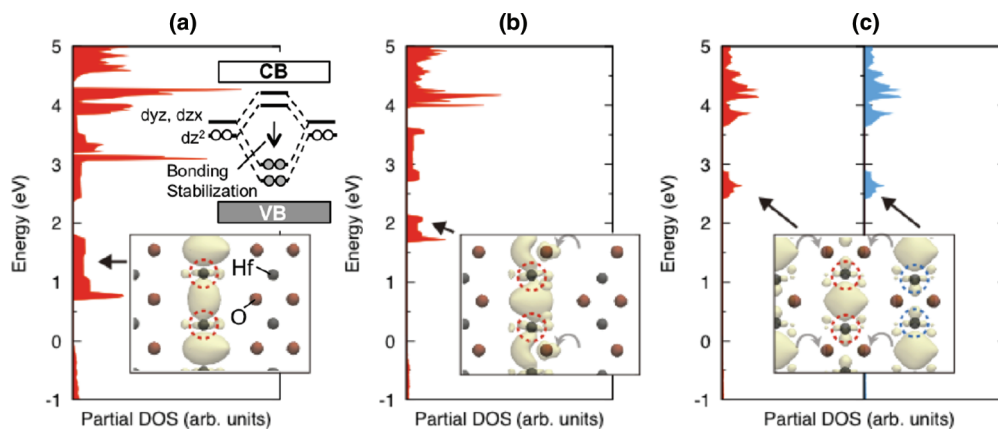 (a)
(b)
(c)
5
4
3
2
1
0
-1
Energy (eV)
Partial DOS (arb. units)
CB
dyz, dzx
dz²
Bonding
Stabilization
VB
Hf
O
5
4
3
2
1
0
-1
Energy (eV)
Partial DOS (arb. units)
5
4
3
2
1
0
-1
Energy (eV)
Partial DOS (arb. units)